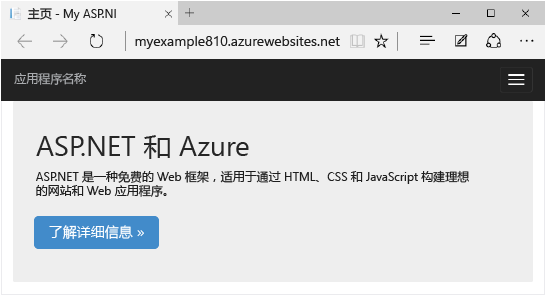 主页 - My ASP.NI
myexample810.azurewebsites.net
应用程序名称
ASP.NET 和 Azure
ASP.NET 是一种免费的 Web 框架，适用于通过 HTML、CSS 和 JavaScript 构建理想
的网站和 Web 应用程序。
了解详细信息 »